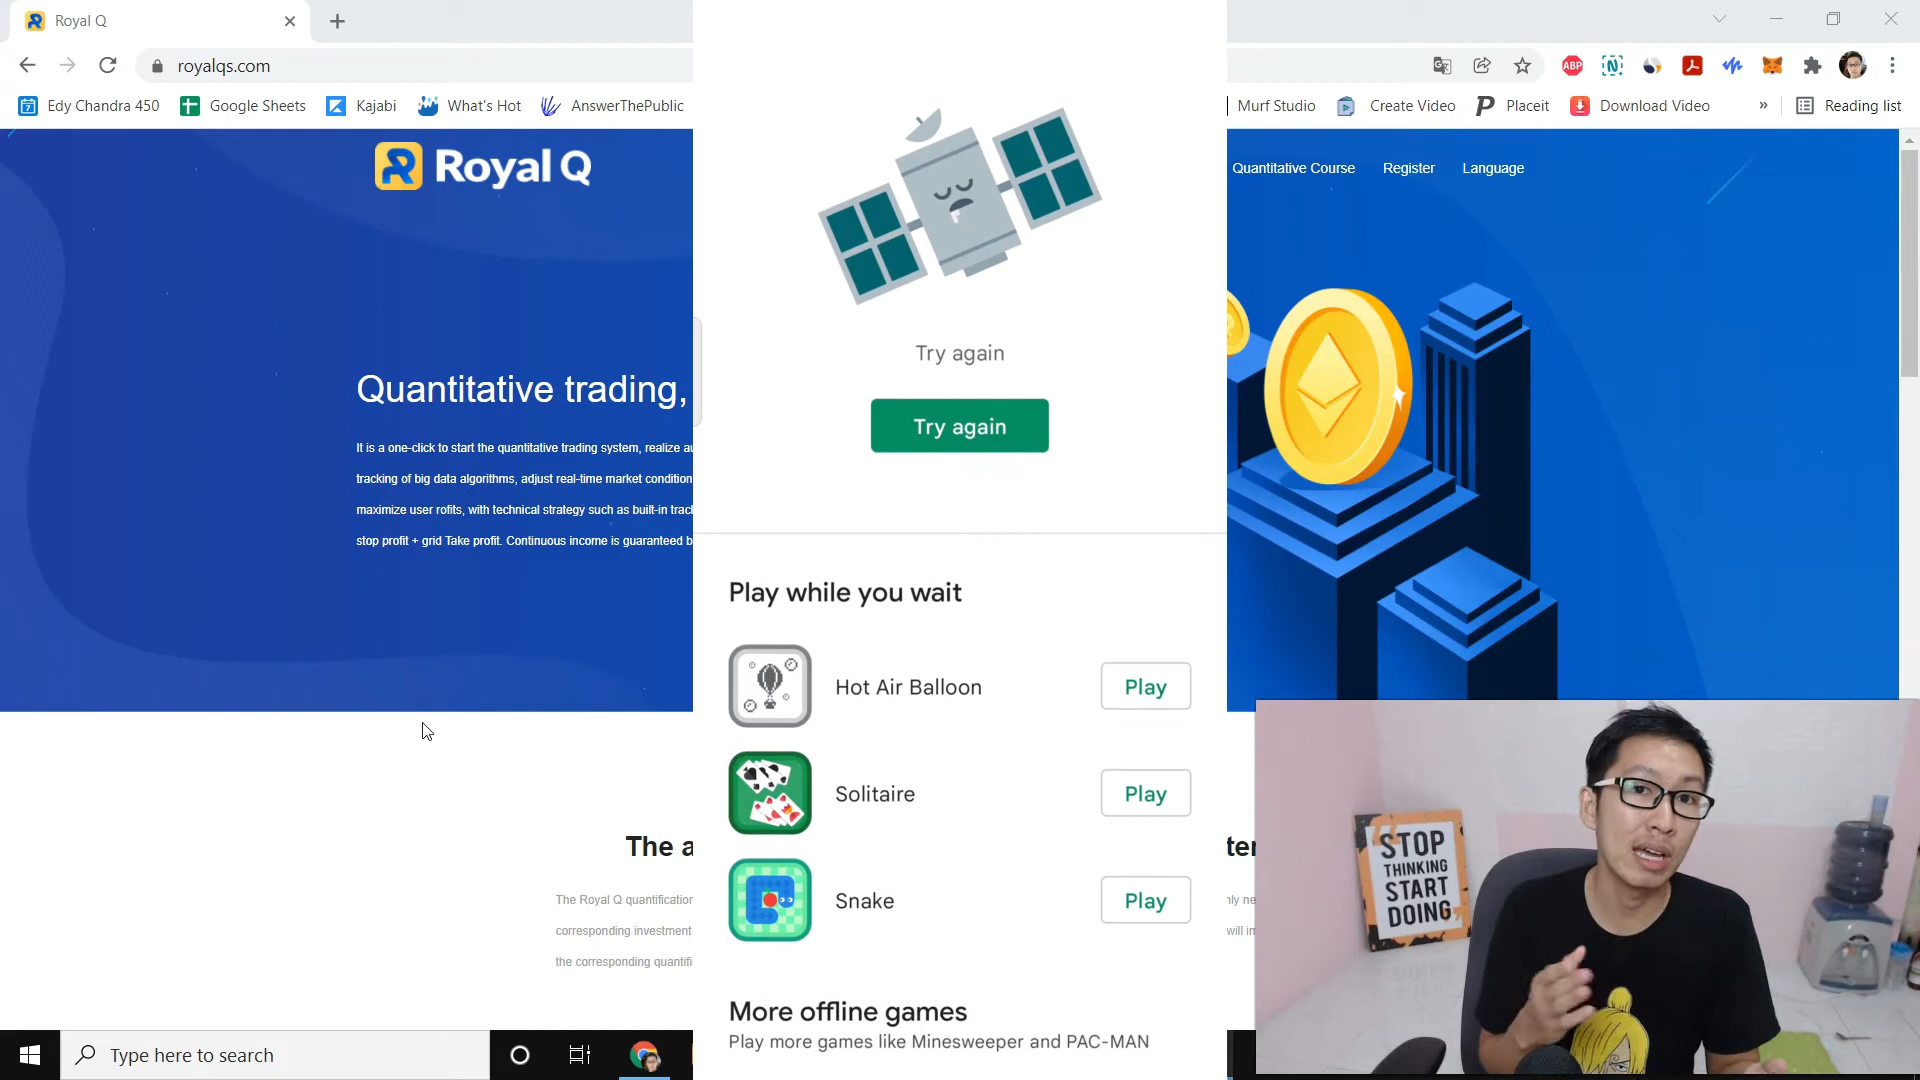 Royal Q
royalqs.com
ABP
N
Edy Chandra 450
Google Sheets
Kajabi
What's Hot
AnswerThePublic
Murf Studio
Create Video
Placeit
Download Video
»
Reading list
Royal Q
Quantitative Course
Register
Language
Quantitative trading,
It is a one-click to start the quantitative trading system, realize au
tracking of big data algorithms, adjust real-time market condition
maximize user rofits, with technical strategy such as built-in trac
stop profit + grid Take profit. Continuous income is guaranteed b
Try again
Try again
Play while you wait
Hot Air Balloon
Play
Solitaire
Play
Snake
Play
More offline games
Play more games like Minesweeper and PAC-MAN
The a
The Royal Q quantification
corresponding investment
the corresponding quantifi
STOP
THINKING
START
DOING
Type here to search